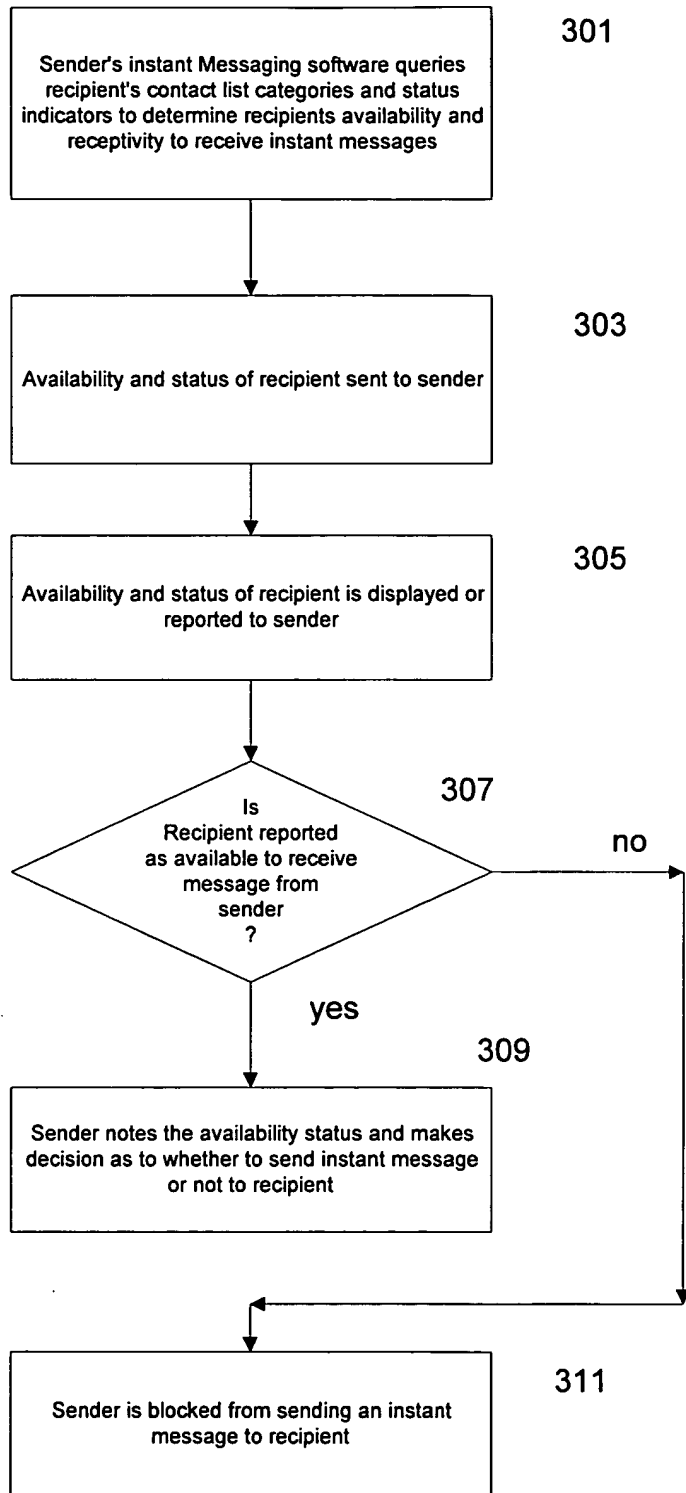 301
Sender's instant Messaging software queries
recipient's contact list categories and status
indicators to determine recipients availability and
receptivity to receive instant messages
303
Availability and status of recipient sent to sender
305
Availability and status of recipient is displayed or
reported to sender
307
Is
Recipient reported
as available to receive
message from
sender
?
no
yes
309
Sender notes the availability status and makes
decision as to whether to send instant message
or not to recipient
311
Sender is blocked from sending an instant
message to recipient